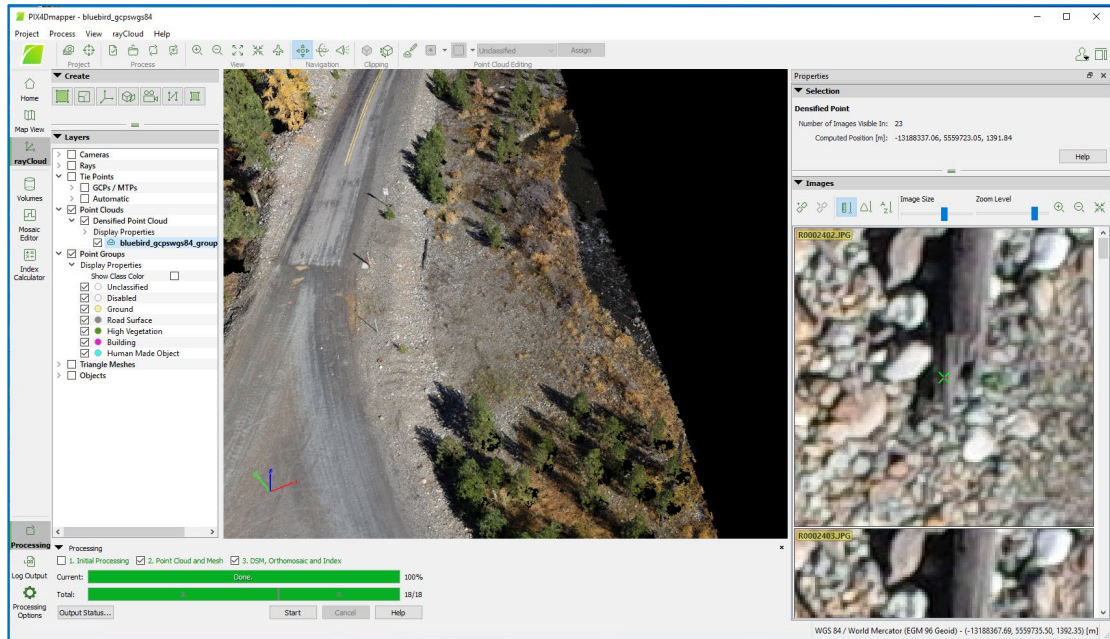 PIX4Dmapper - bluebird_gcpswgs84
Project Process View rayCloud Help
Project Process View Navigation Clipping Point Cloud Editing
Unclassified Assign
Home
Map View
rayCloud
Volumes
Mosaic
Editor
Index
Calculator
Create
Layers
Cameras
Rays
Tie Points
GCPs / MTPs
Automatic
Point Clouds
Densified Point Cloud
Display Properties
bluebird_gcpswgs84_group
Point Groups
Display Properties
Show Class Color
Unclassified
Disabled
Ground
Road Surface
High Vegetation
Building
Human Made Object
Triangle Meshes
Objects
Properties
Selection
Densified Point
Number of Images Visible In: 23
Computed Position [m]: -13188337.06, 5559723.05, 1391.84
Help
Images
Image Size Zoom Level
R0002402.JPG
R0002403.JPG
Processing
Log Output
Processing
Options
Processing
1. Initial Processing 2. Point Cloud and Mesh 3. DSM, Orthomosaic and Index
Current: Done. 100%
Total: 2. 3. 18/18
Output Status... Start Cancel Help
WGS 84 / World Mercator (EGM 96 Geoid) - (-13188367.69, 5559735.50, 1392.35) [m]